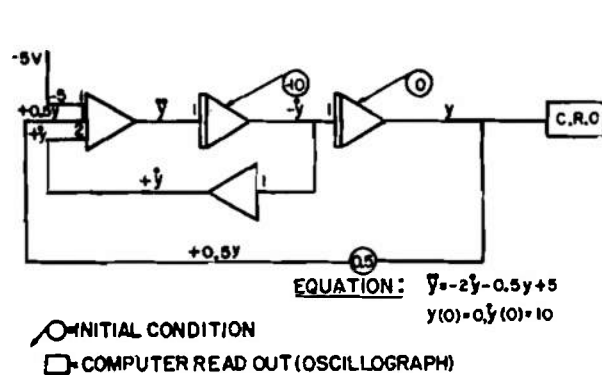 -5V
-5 1
+0.5y
+ẏ 2
ÿ
1
-10
-ẏ
1
0
y
C.R.O
+ẏ
1
+0.5y
0.5
EQUATION: ÿ=-2ẏ-0.5y+5
y(0)=0,ẏ(0)=10
=INITIAL CONDITION
=COMPUTER READ OUT (OSCILLOGRAPH)